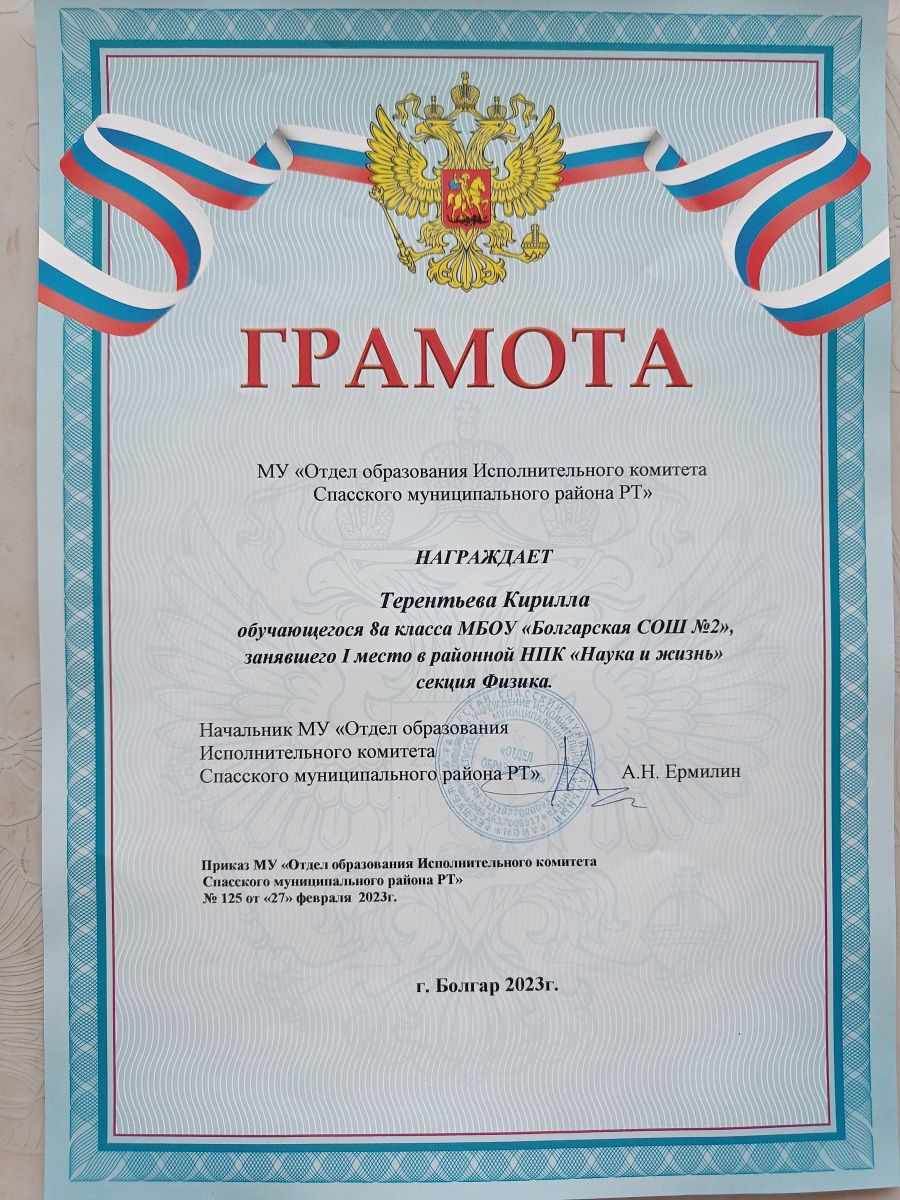 ГРАМОТА
МУ «Отдел образования Исполнительного комитета
Спасского муниципального района РТ»
НАГРАЖДАЕТ
Терентьева Кирилла
обучающегося 8а класса МБОУ «Болгарская СОШ №2»,
занявшего I место в районной НПК «Наука и жизнь»
секция Физика.
Начальник МУ «Отдел образования
Исполнительного комитета
Спасского муниципального района РТ»
А.Н. Ермилин
«ОТДЕЛ
Приказ МУ «Отдел образования Исполнительного комитета
Спасского муниципального района РТ»
№ 125 от «27» февраля 2023г.
г. Болгар 2023г.